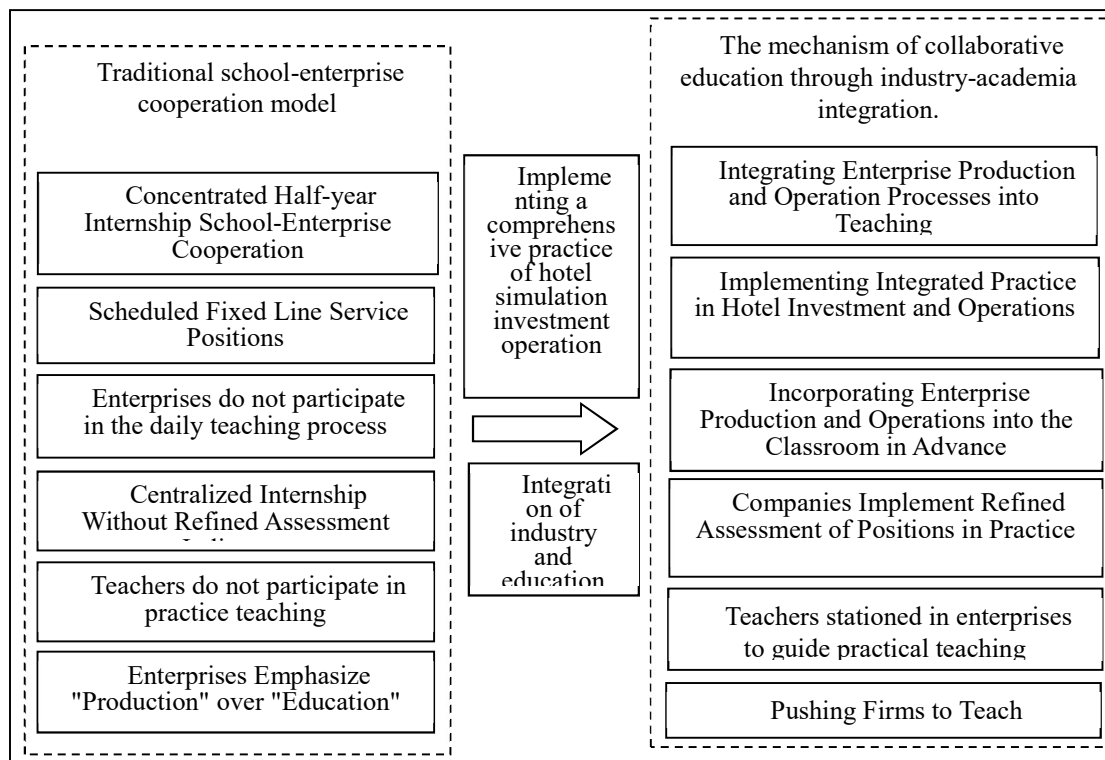 Traditional school-enterprise
cooperation model
Concentrated Half-year
Internship School-Enterprise
Cooperation
Scheduled Fixed Line Service
Positions
Enterprises do not participate
in the daily teaching process
Centralized Internship
Without Refined Assessment
Teachers do not participate in
practice teaching
Enterprises Emphasize
"Production" over "Education"
Impleme
nting a
comprehens
ive practice
of hotel
simulation
investment
operation
Integrati
on of
industry
and
education
The mechanism of collaborative
education through industry-academia
integration.
Integrating Enterprise Production
and Operation Processes into
Teaching
Implementing Integrated Practice
in Hotel Investment and Operations
Incorporating Enterprise
Production and Operations into the
Classroom in Advance
Companies Implement Refined
Assessment of Positions in Practice
Teachers stationed in enterprises
to guide practical teaching
Pushing Firms to Teach